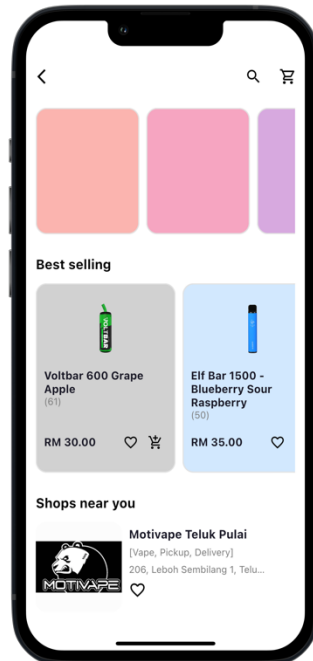 Best selling
VOLTBAR
Voltbar 600 Grape
Apple
(61)
RM 30.00
Elf Bar 1500 -
Blueberry Sour
Raspberry
(50)
RM 35.00
Shops near you
MOTIVAPE
Motivape Teluk Pulai
[Vape, Pickup, Delivery]
206, Leboh Sembilang 1, Telu...